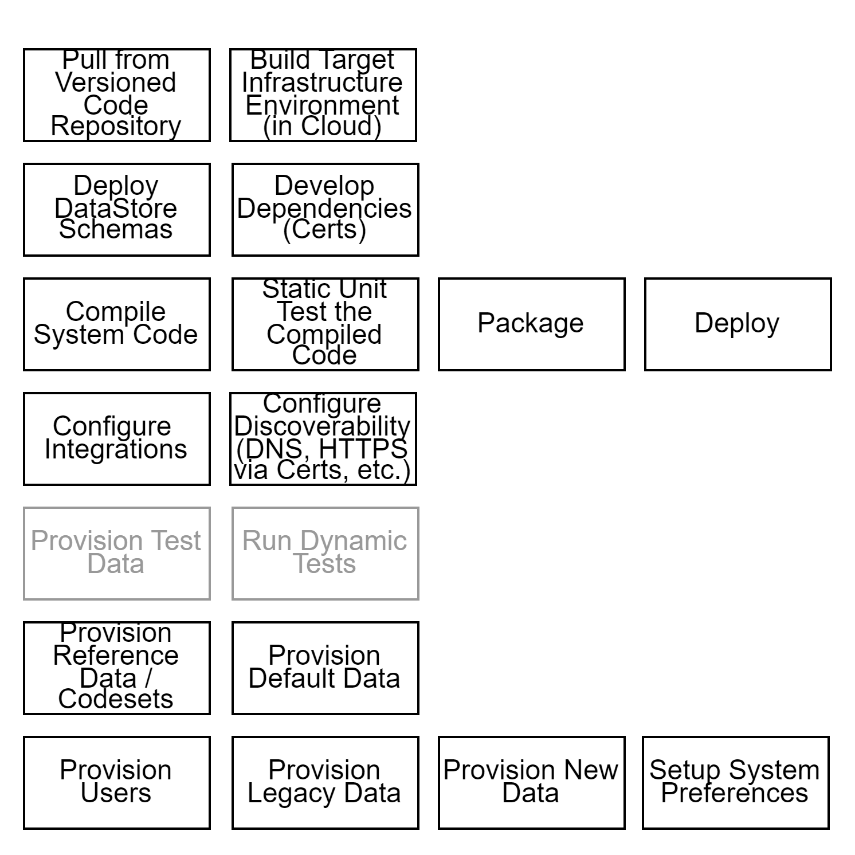 Pull from
Versioned
Code
Repository
Build Target
Infrastructure
Environment
(in Cloud)
Deploy
DataStore
Schemas
Develop
Dependencies
(Certs)
Compile
System Code
Static Unit
Test the
Compiled
Code
Package
Deploy
Configure
Integrations
Configure
Discoverability
(DNS, HTTPS
via Certs, etc.)
Provision Test
Data
Run Dynamic
Tests
Provision
Reference
Data /
Codesets
Provision
Default Data
Provision
Users
Provision
Legacy Data
Provision New
Data
Setup System
Preferences